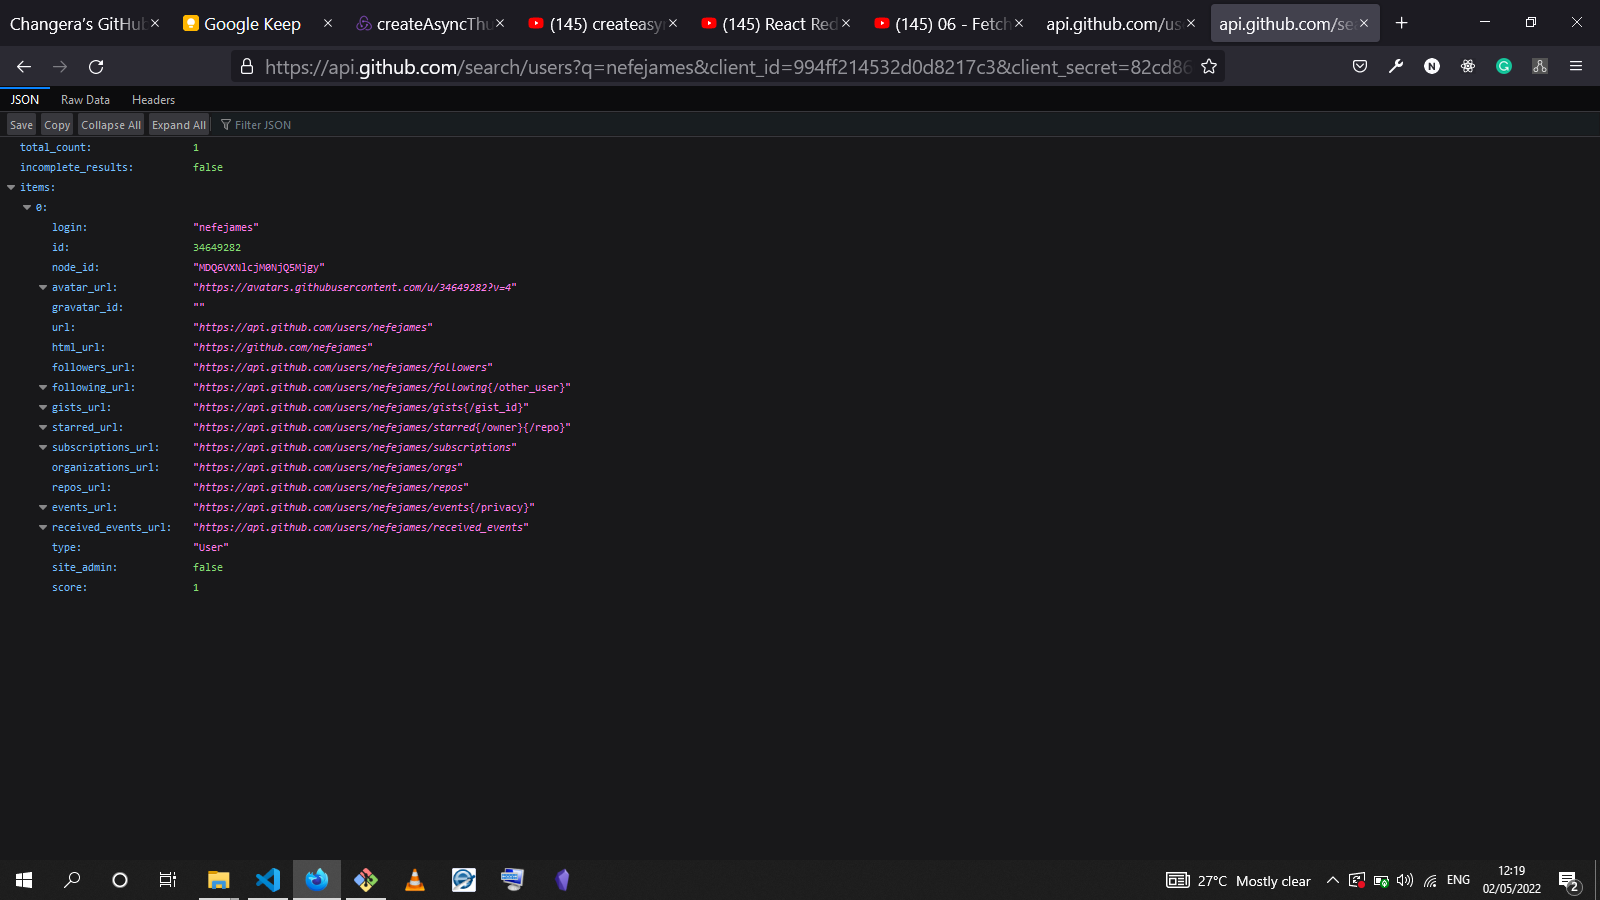 Changera's GitHub
Google Keep
createAsyncThu
(145) createasy
(145) React Red
(145) 06 - Fetch
api.github.com/us
api.github.com/se
https://api.github.com/search/users?q=nefejames&client_id=994ff214532d0d8217c3&client_secret=82cd86
JSON Raw Data Headers
Save Copy Collapse All Expand All Filter JSON
total_count: 1
incomplete_results: false
items:
0:
login: "nefejames"
id: 34649282
node_id: "MDQ6VXNlcjM0NjQ5Mjgy"
avatar_url: "https://avatars.githubusercontent.com/u/34649282?v=4"
gravatar_id: ""
url: "https://api.github.com/users/nefejames"
html_url: "https://github.com/nefejames"
followers_url: "https://api.github.com/users/nefejames/followers"
following_url: "https://api.github.com/users/nefejames/following{/other_user}"
gists_url: "https://api.github.com/users/nefejames/gists{/gist_id}"
starred_url: "https://api.github.com/users/nefejames/starred{/owner}{/repo}"
subscriptions_url: "https://api.github.com/users/nefejames/subscriptions"
organizations_url: "https://api.github.com/users/nefejames/orgs"
repos_url: "https://api.github.com/users/nefejames/repos"
events_url: "https://api.github.com/users/nefejames/events{/privacy}"
received_events_url: "https://api.github.com/users/nefejames/received_events"
type: "User"
site_admin: false
score: 1
27°C Mostly clear
ENG
12:19
02/05/2022
2